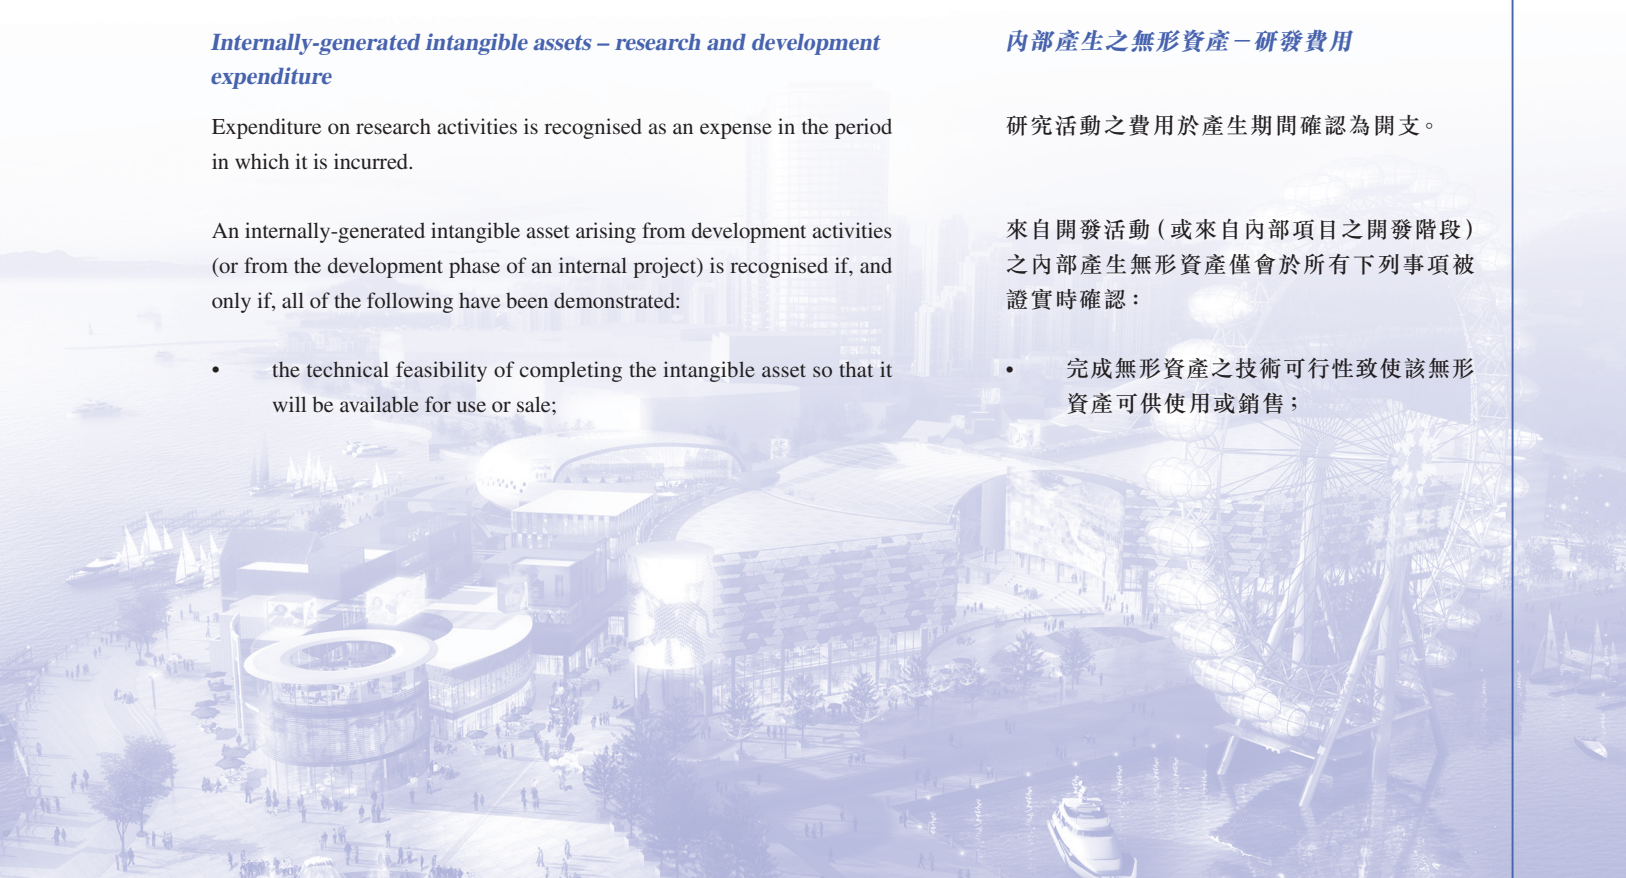 Internally-generated intangible assets – research and development
expenditure
Expenditure on research activities is recognised as an expense in the period
in which it is incurred.
An internally-generated intangible asset arising from development activities
(or from the development phase of an internal project) is recognised if, and
only if, all of the following have been demonstrated:
• the technical feasibility of completing the intangible asset so that it
will be available for use or sale;
內部產生之無形資產－研發費用
研究活動之費用於產生期間確認為開支。
來自開發活動（或來自內部項目之開發階段）
之內部產生無形資產僅會於所有下列事項被
證實時確認：
• 完成無形資產之技術可行性致使該無形
資產可供使用或銷售；